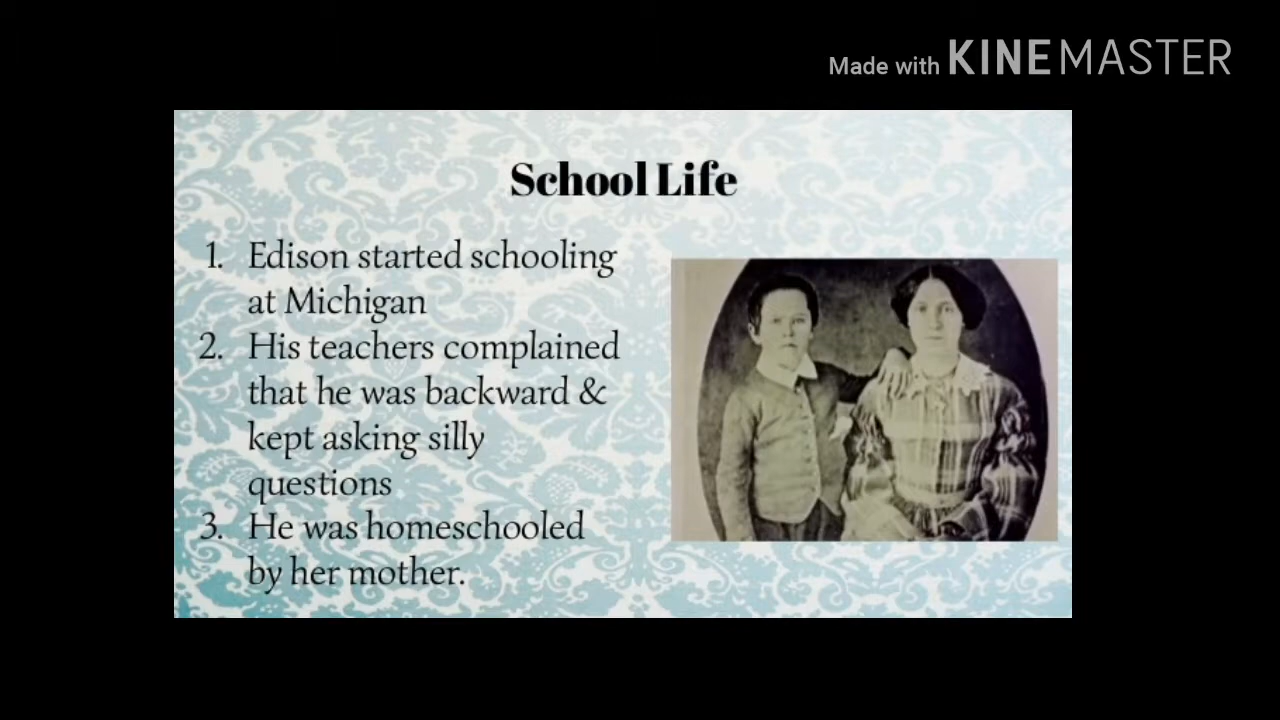 Made with KINEMASTER
School Life
1. Edison started schooling
at Michigan
2. His teachers complained
that he was backward &
kept asking silly
questions
3. He was homeschooled
by her mother.